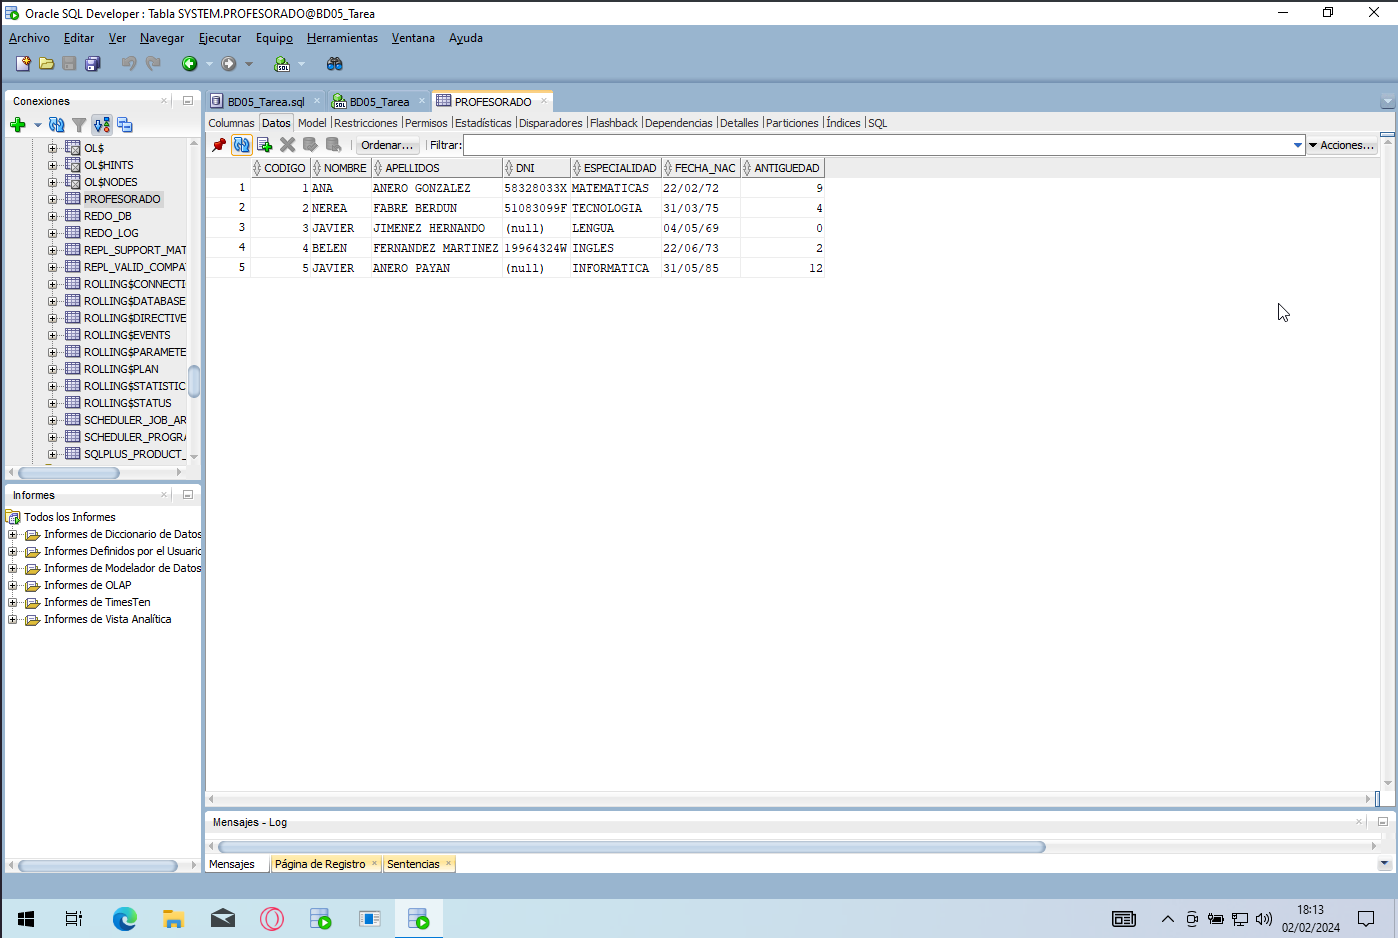 Oracle SQL Developer : Tabla SYSTEM.PROFESORADO@BD05_Tarea
Archivo Editar Ver Navegar Ejecutar Equipo Herramientas Ventana Ayuda
Conexiones
OL$
OL$HINTS
OL$NODES
PROFESORADO
REDO_DB
REDO_LOG
REPL_SUPPORT_MAT
REPL_VALID_COMPA
ROLLING$CONNECTI
ROLLING$DATABASE
ROLLING$DIRECTIVE
ROLLING$EVENTS
ROLLING$PARAMETE
ROLLING$PLAN
ROLLING$STATISTIC
ROLLING$STATUS
SCHEDULER_JOB_AR
SCHEDULER_PROGRA
SQLPLUS_PRODUCT_
Informes
Todos los Informes
Informes de Diccionario de Datos
Informes Definidos por el Usuario
Informes de Modelador de Datos
Informes de OLAP
Informes de TimesTen
Informes de Vista Analítica
BD05_Tarea.sql BD05_Tarea PROFESORADO
Columnas Datos Model Restricciones Permisos Estadísticas Disparadores Flashback Dependencias Detalles Particiones Índices SQL
Ordenar... Filtrar: Acciones...
CODIGO NOMBRE APELLIDOS DNI ESPECIALIDAD FECHA_NAC ANTIGUEDAD
1 1 ANA ANERO GONZALEZ 58328033X MATEMATICAS 22/02/72 9
2 2 NEREA FABRE BERDUN 51083099F TECNOLOGIA 31/03/75 4
3 3 JAVIER JIMENEZ HERNANDO (null) LENGUA 04/05/69 0
4 4 BELEN FERNANDEZ MARTINEZ 19964324W INGLES 22/06/73 2
5 5 JAVIER ANERO PAYAN (null) INFORMATICA 31/05/85 12
Mensajes - Log
Mensajes Página de Registro Sentencias
18:13
02/02/2024